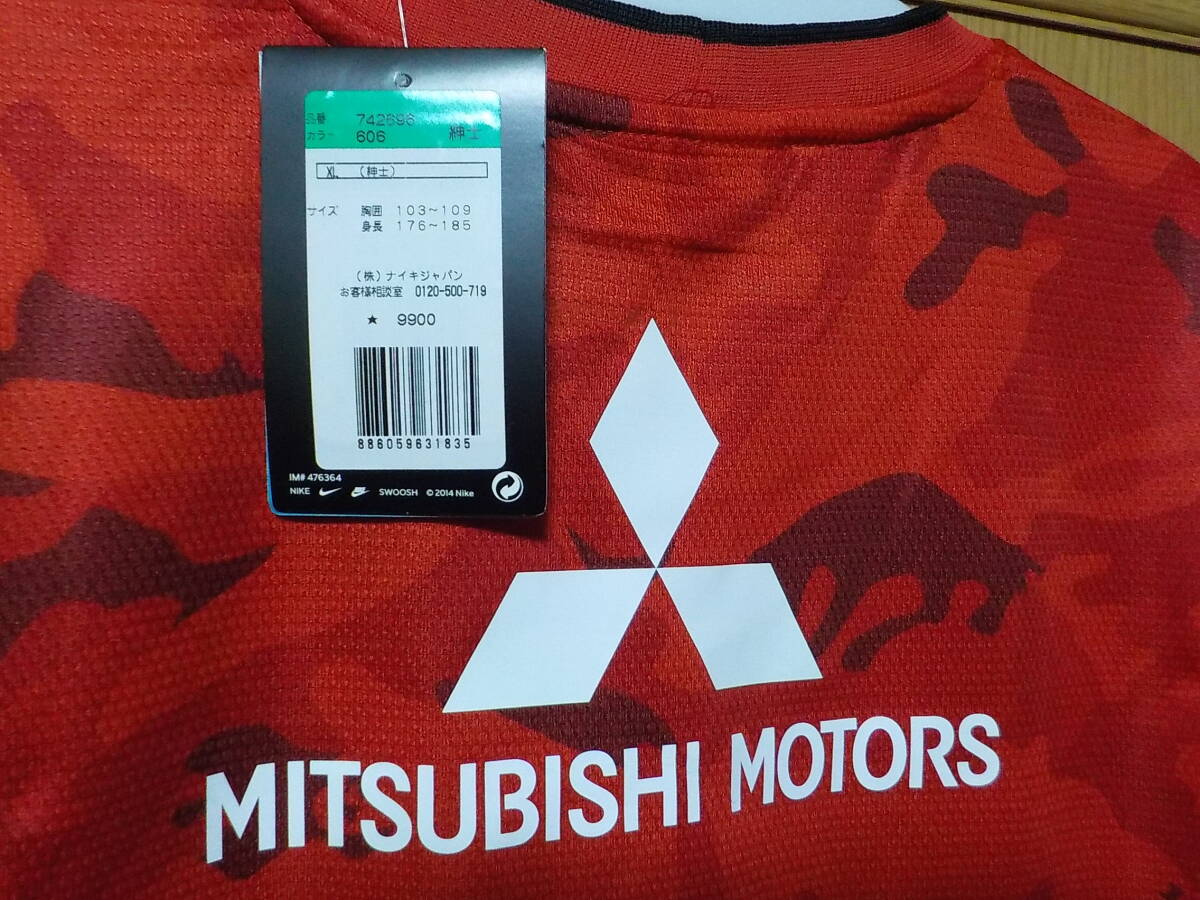 品番 742696
カラー 606 紳士
XL (紳士)
サイズ 胸囲 103~109
身長 176~185
(株)ナイキジャパン
お客様相談室 0120-500-719
★ 9900
886059631835
IM# 476364
NIKE SWOOSH © 2014 Nike
MITSUBISHI MOTORS